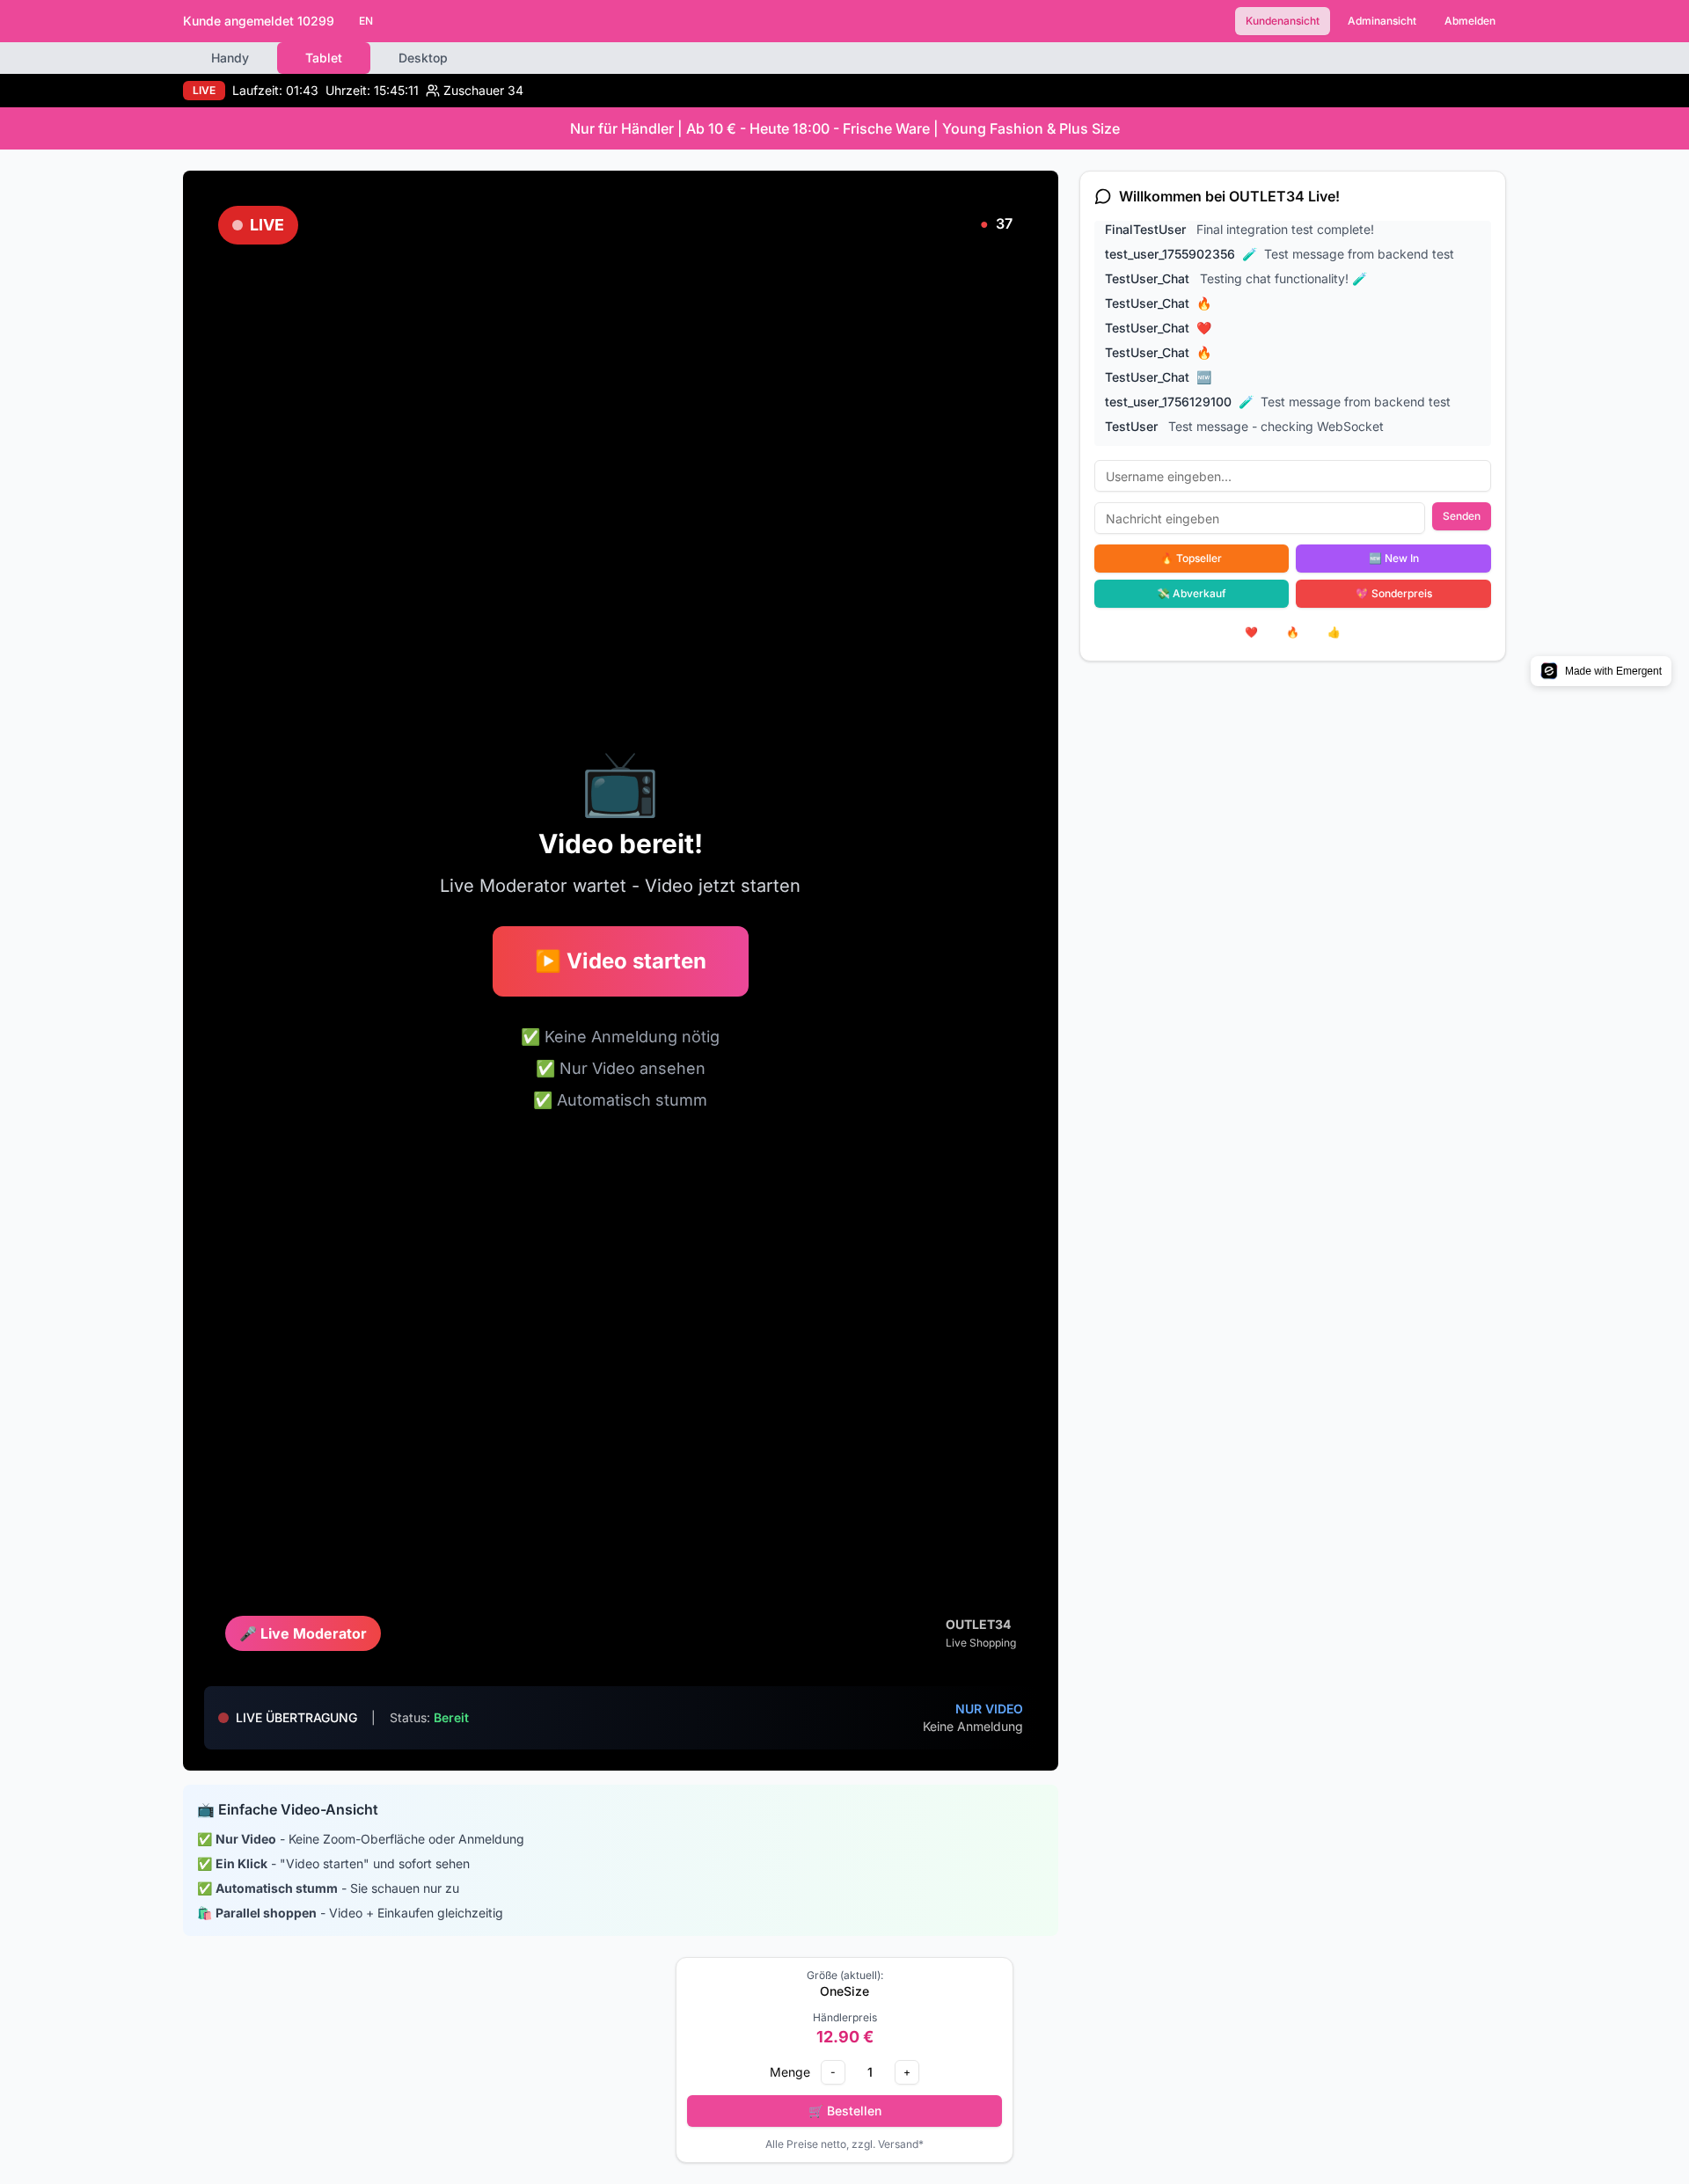 Kunde angemeldet 10299 EN Kundenansicht Adminansicht Abmelden
Handy Tablet Desktop
LIVE Laufzeit: 01:43 Uhrzeit: 15:45:11 Zuschauer 34
Nur für Händler | Ab 10 € - Heute 18:00 - Frische Ware | Young Fashion & Plus Size
LIVE
37
📺
Video bereit!
Live Moderator wartet - Video jetzt starten
▶️ Video starten
✅ Keine Anmeldung nötig
✅ Nur Video ansehen
✅ Automatisch stumm
🎤 Live Moderator
OUTLET34
Live Shopping
LIVE ÜBERTRAGUNG | Status: Bereit
NUR VIDEO
Keine Anmeldung
Willkommen bei OUTLET34 Live!
FinalTestUser Final integration test complete!
test_user_1755902356 🧪 Test message from backend test
TestUser_Chat Testing chat functionality! 🧪
TestUser_Chat 🔥
TestUser_Chat ❤️
TestUser_Chat 🔥
TestUser_Chat 🆕
test_user_1756129100 🧪 Test message from backend test
TestUser Test message - checking WebSocket
Username eingeben...
Nachricht eingeben Senden
🔥 Topseller 🆕 New In
💸 Abverkauf 💖 Sonderpreis
❤️ 🔥 👍
Made with Emergent
📺 Einfache Video-Ansicht
✅ Nur Video - Keine Zoom-Oberfläche oder Anmeldung
✅ Ein Klick - "Video starten" und sofort sehen
✅ Automatisch stumm - Sie schauen nur zu
🛍️ Parallel shoppen - Video + Einkaufen gleichzeitig
Größe (aktuell):
OneSize
Händlerpreis
12.90 €
Menge - 1 +
🛒 Bestellen
Alle Preise netto, zzgl. Versand*